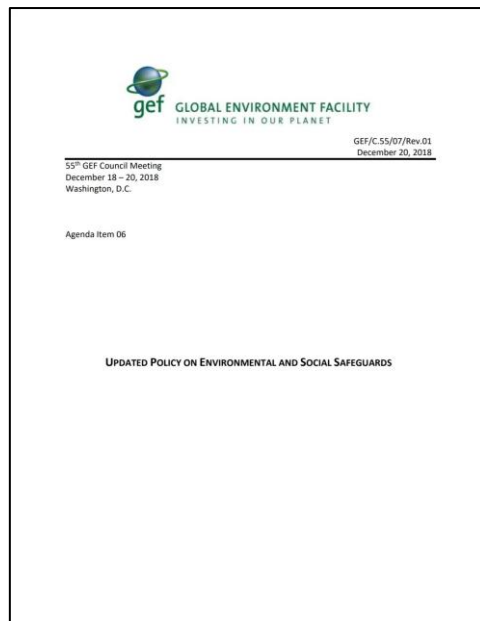 gef GLOBAL ENVIRONMENT FACILITY
INVESTING IN OUR PLANET
GEF/C.55/07/Rev.01
December 20, 2018
55th GEF Council Meeting
December 18 – 20, 2018
Washington, D.C.
Agenda Item 06
UPDATED POLICY ON ENVIRONMENTAL AND SOCIAL SAFEGUARDS